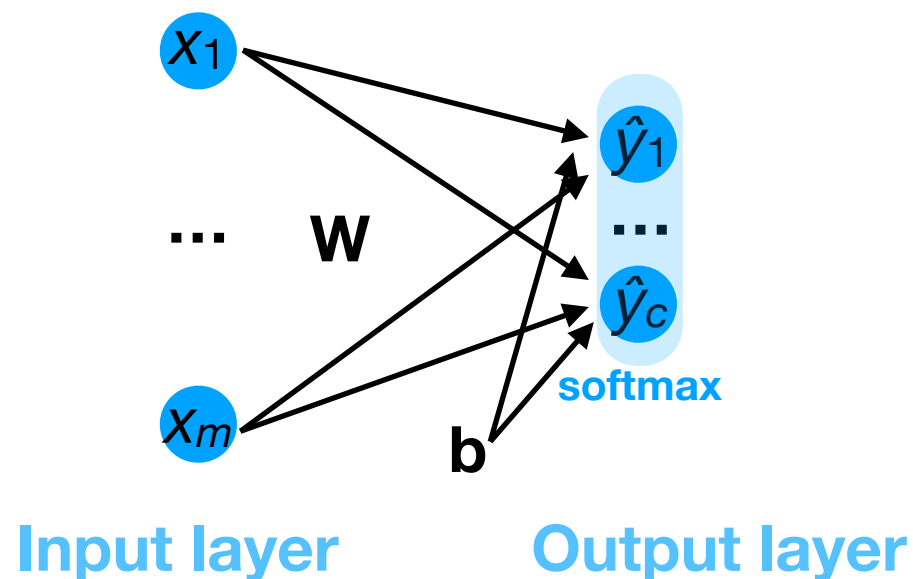 x₁
ŷ₁
... W ...
ŷc
softmax
xₘ
b
Input layer Output layer